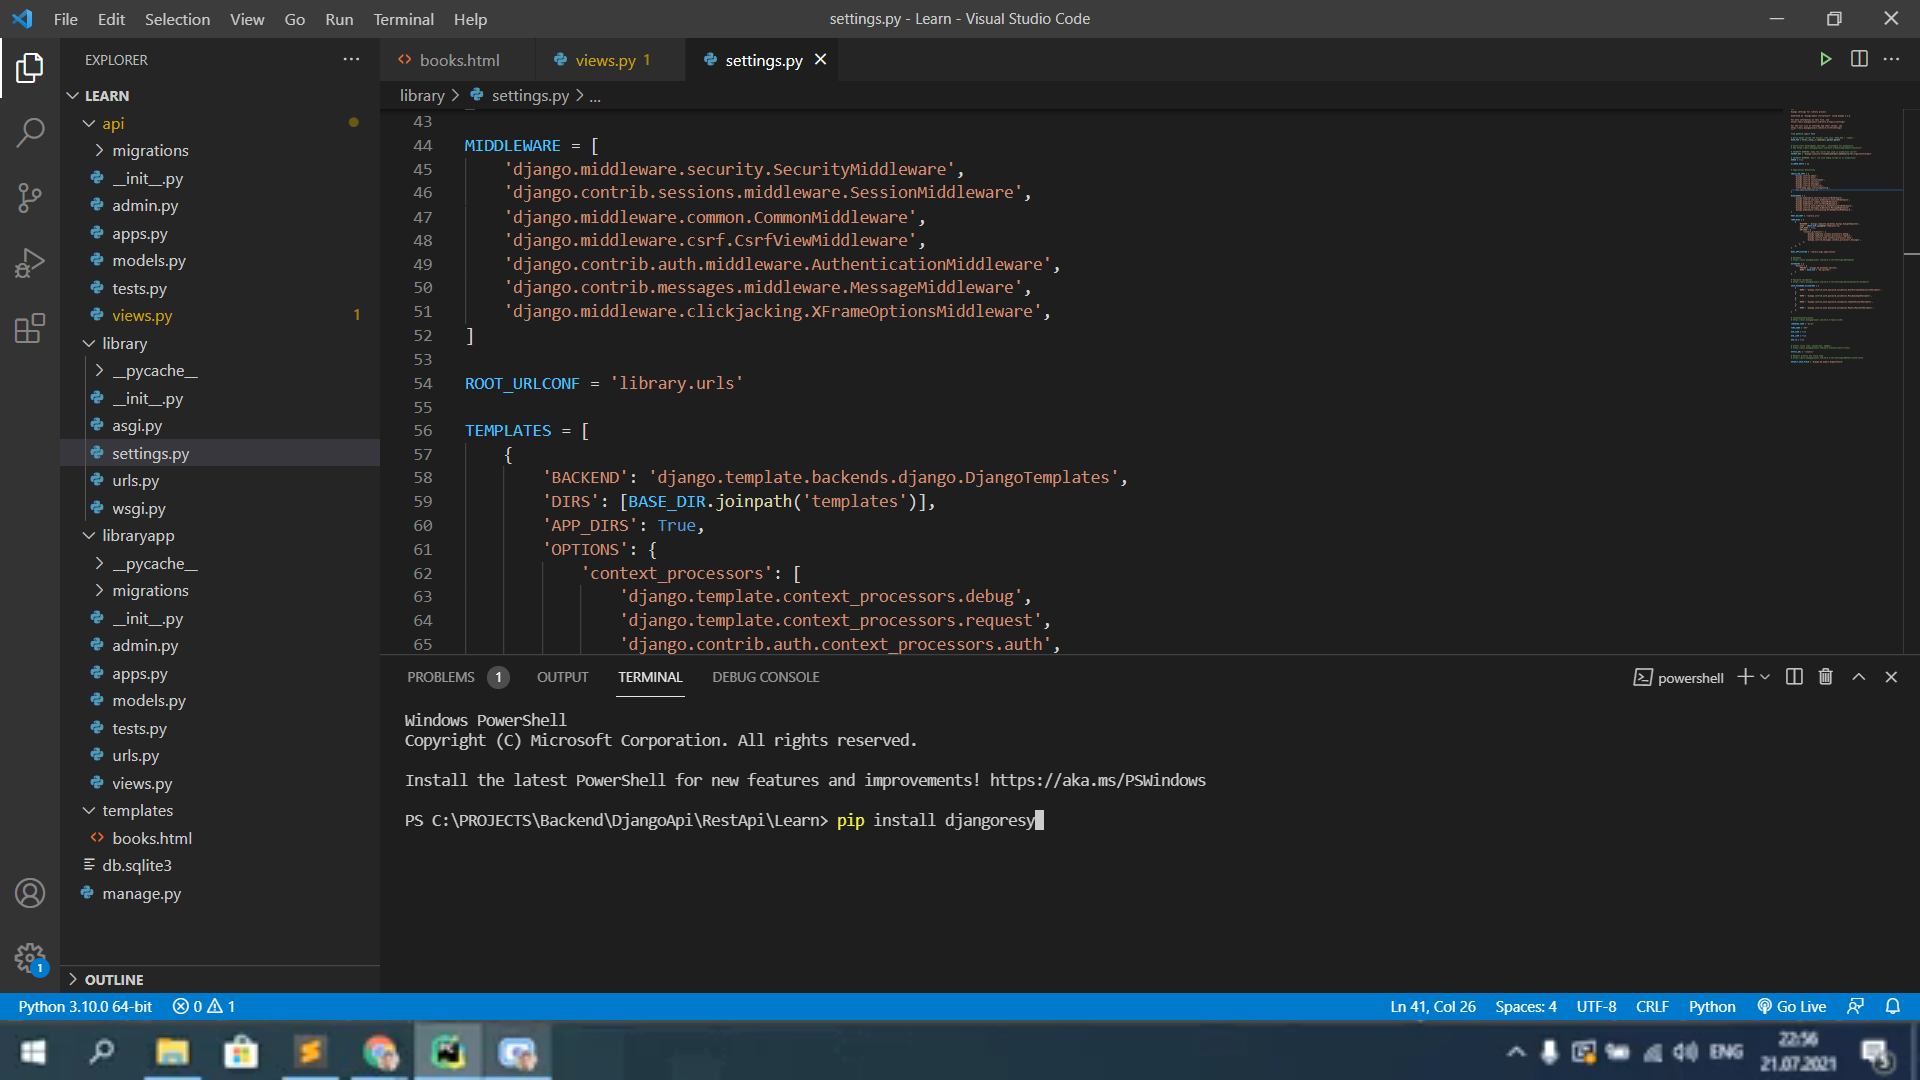 File Edit Selection View Go Run Terminal Help
settings.py - Learn - Visual Studio Code
EXPLORER
LEARN
api
migrations
__init__.py
admin.py
apps.py
models.py
tests.py
views.py 1
library
__pycache__
__init__.py
asgi.py
settings.py
urls.py
wsgi.py
libraryapp
__pycache__
migrations
__init__.py
admin.py
apps.py
models.py
tests.py
urls.py
views.py
templates
books.html
db.sqlite3
manage.py
OUTLINE
1
books.html views.py 1 settings.py
library > settings.py > ...
43
44 MIDDLEWARE = [
45 'django.middleware.security.SecurityMiddleware',
46 'django.contrib.sessions.middleware.SessionMiddleware',
47 'django.middleware.common.CommonMiddleware',
48 'django.middleware.csrf.CsrfViewMiddleware',
49 'django.contrib.auth.middleware.AuthenticationMiddleware',
50 'django.contrib.messages.middleware.MessageMiddleware',
51 'django.middleware.clickjacking.XFrameOptionsMiddleware',
52 ]
53
54 ROOT_URLCONF = 'library.urls'
55
56 TEMPLATES = [
57 {
58 'BACKEND': 'django.template.backends.django.DjangoTemplates',
59 'DIRS': [BASE_DIR.joinpath('templates')],
60 'APP_DIRS': True,
61 'OPTIONS': {
62 'context_processors': [
63 'django.template.context_processors.debug',
64 'django.template.context_processors.request',
65 'django.contrib.auth.context_processors.auth',
PROBLEMS 1 OUTPUT TERMINAL DEBUG CONSOLE
powershell
Windows PowerShell
Copyright (C) Microsoft Corporation. All rights reserved.
Install the latest PowerShell for new features and improvements! https://aka.ms/PSWindows
PS C:\PROJECTS\Backend\DjangoApi\RestApi\Learn> pip install djangoresy
Python 3.10.0 64-bit 0 1
Ln 41, Col 26 Spaces: 4 UTF-8 CRLF Python Go Live
ENG
22:56
21.07.2021